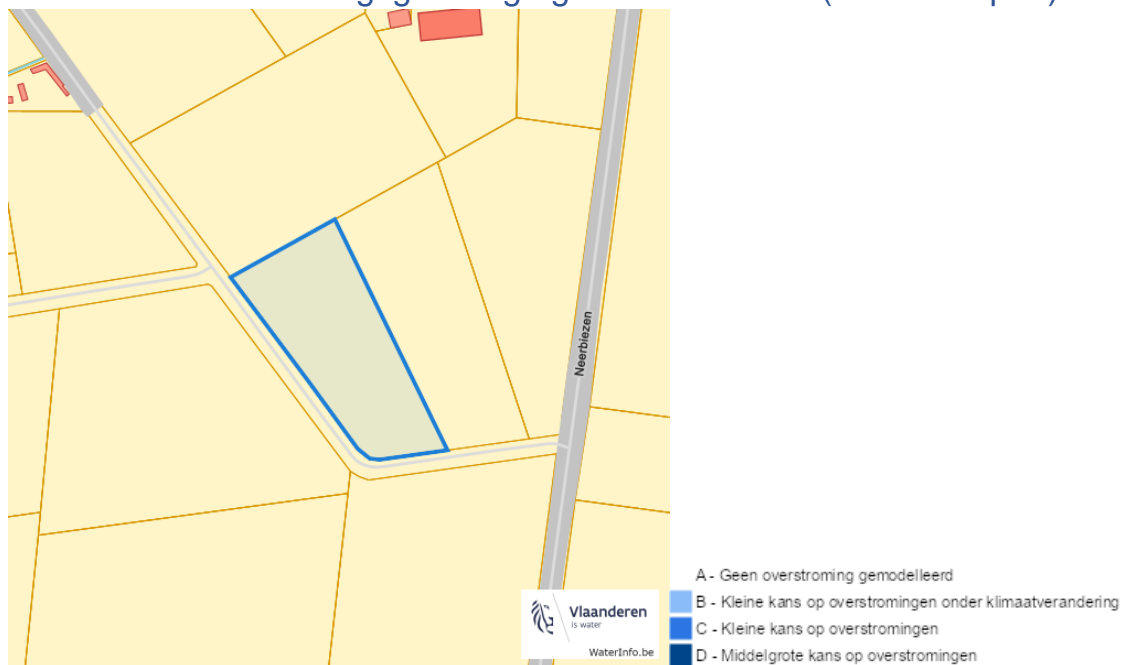 Neerbiezen
A - Geen overstroming gemodelleerd
B - Kleine kans op overstromingen onder klimaatverandering
C - Kleine kans op overstromingen
D - Middelgrote kans op overstromingen
Vlaanderen
is water
WaterInfo.be